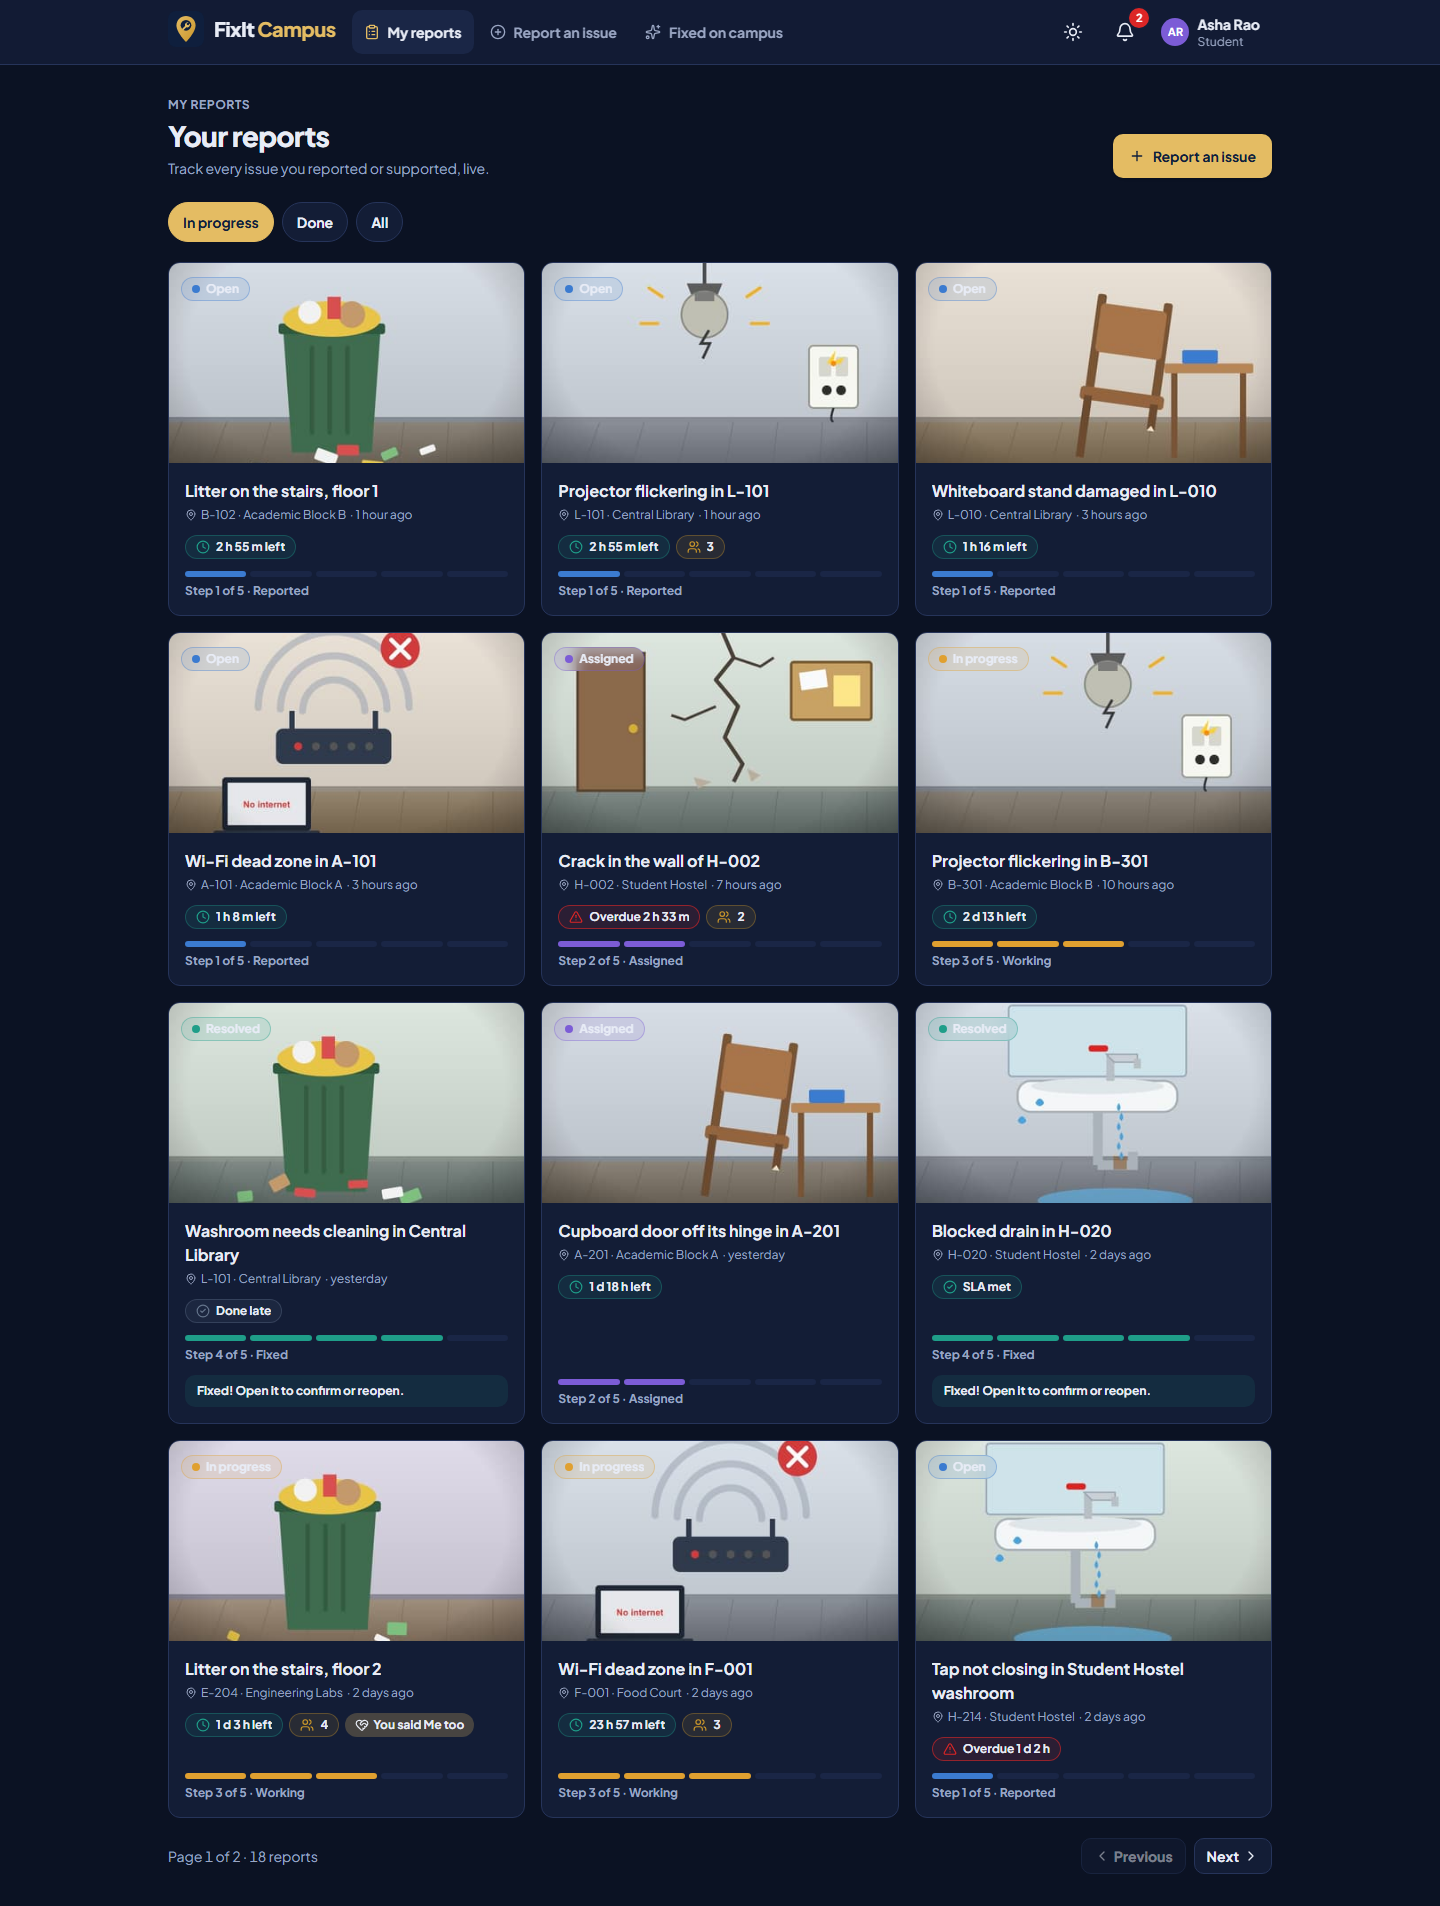 FixIt Campus
My reports
Report an issue
Fixed on campus
2
AR
Asha Rao
Student
MY REPORTS
Your reports
Track every issue you reported or supported, live.
Report an issue
In progress
Done
All
Open
Litter on the stairs, floor 1
B-102 · Academic Block B · 1 hour ago
2 h 55 m left
Step 1 of 5 · Reported
Open
Projector flickering in L-101
L-101 · Central Library · 1 hour ago
2 h 55 m left
3
Step 1 of 5 · Reported
Open
Whiteboard stand damaged in L-010
L-010 · Central Library · 3 hours ago
1 h 16 m left
Step 1 of 5 · Reported
Open
No internet
Wi-Fi dead zone in A-101
A-101 · Academic Block A · 3 hours ago
1 h 8 m left
Step 1 of 5 · Reported
Assigned
Crack in the wall of H-002
H-002 · Student Hostel · 7 hours ago
Overdue 2 h 33 m
2
Step 2 of 5 · Assigned
In progress
Projector flickering in B-301
B-301 · Academic Block B · 10 hours ago
2 d 13 h left
Step 3 of 5 · Working
Resolved
Washroom needs cleaning in Central
Library
L-101 · Central Library · yesterday
Done late
Step 4 of 5 · Fixed
Fixed! Open it to confirm or reopen.
Assigned
Cupboard door off its hinge in A-201
A-201 · Academic Block A · yesterday
1 d 18 h left
Step 2 of 5 · Assigned
Resolved
Blocked drain in H-020
H-020 · Student Hostel · 2 days ago
SLA met
Step 4 of 5 · Fixed
Fixed! Open it to confirm or reopen.
In progress
Litter on the stairs, floor 2
E-204 · Engineering Labs · 2 days ago
1 d 3 h left
4
You said Me too
Step 3 of 5 · Working
In progress
No internet
Wi-Fi dead zone in F-001
F-001 · Food Court · 2 days ago
23 h 57 m left
3
Step 3 of 5 · Working
Open
Tap not closing in Student Hostel
washroom
H-214 · Student Hostel · 2 days ago
Overdue 1 d 2 h
Step 1 of 5 · Reported
Page 1 of 2 · 18 reports
Previous
Next